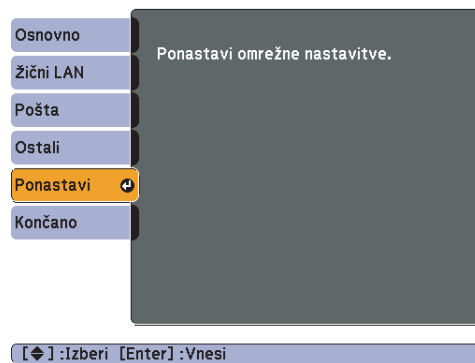 Osnovno
Žični LAN
Pošta
Ostali
Ponastavi
Končano
Ponastavi omrežne nastavitve.
[◆] :Izberi [Enter] :Vnesi